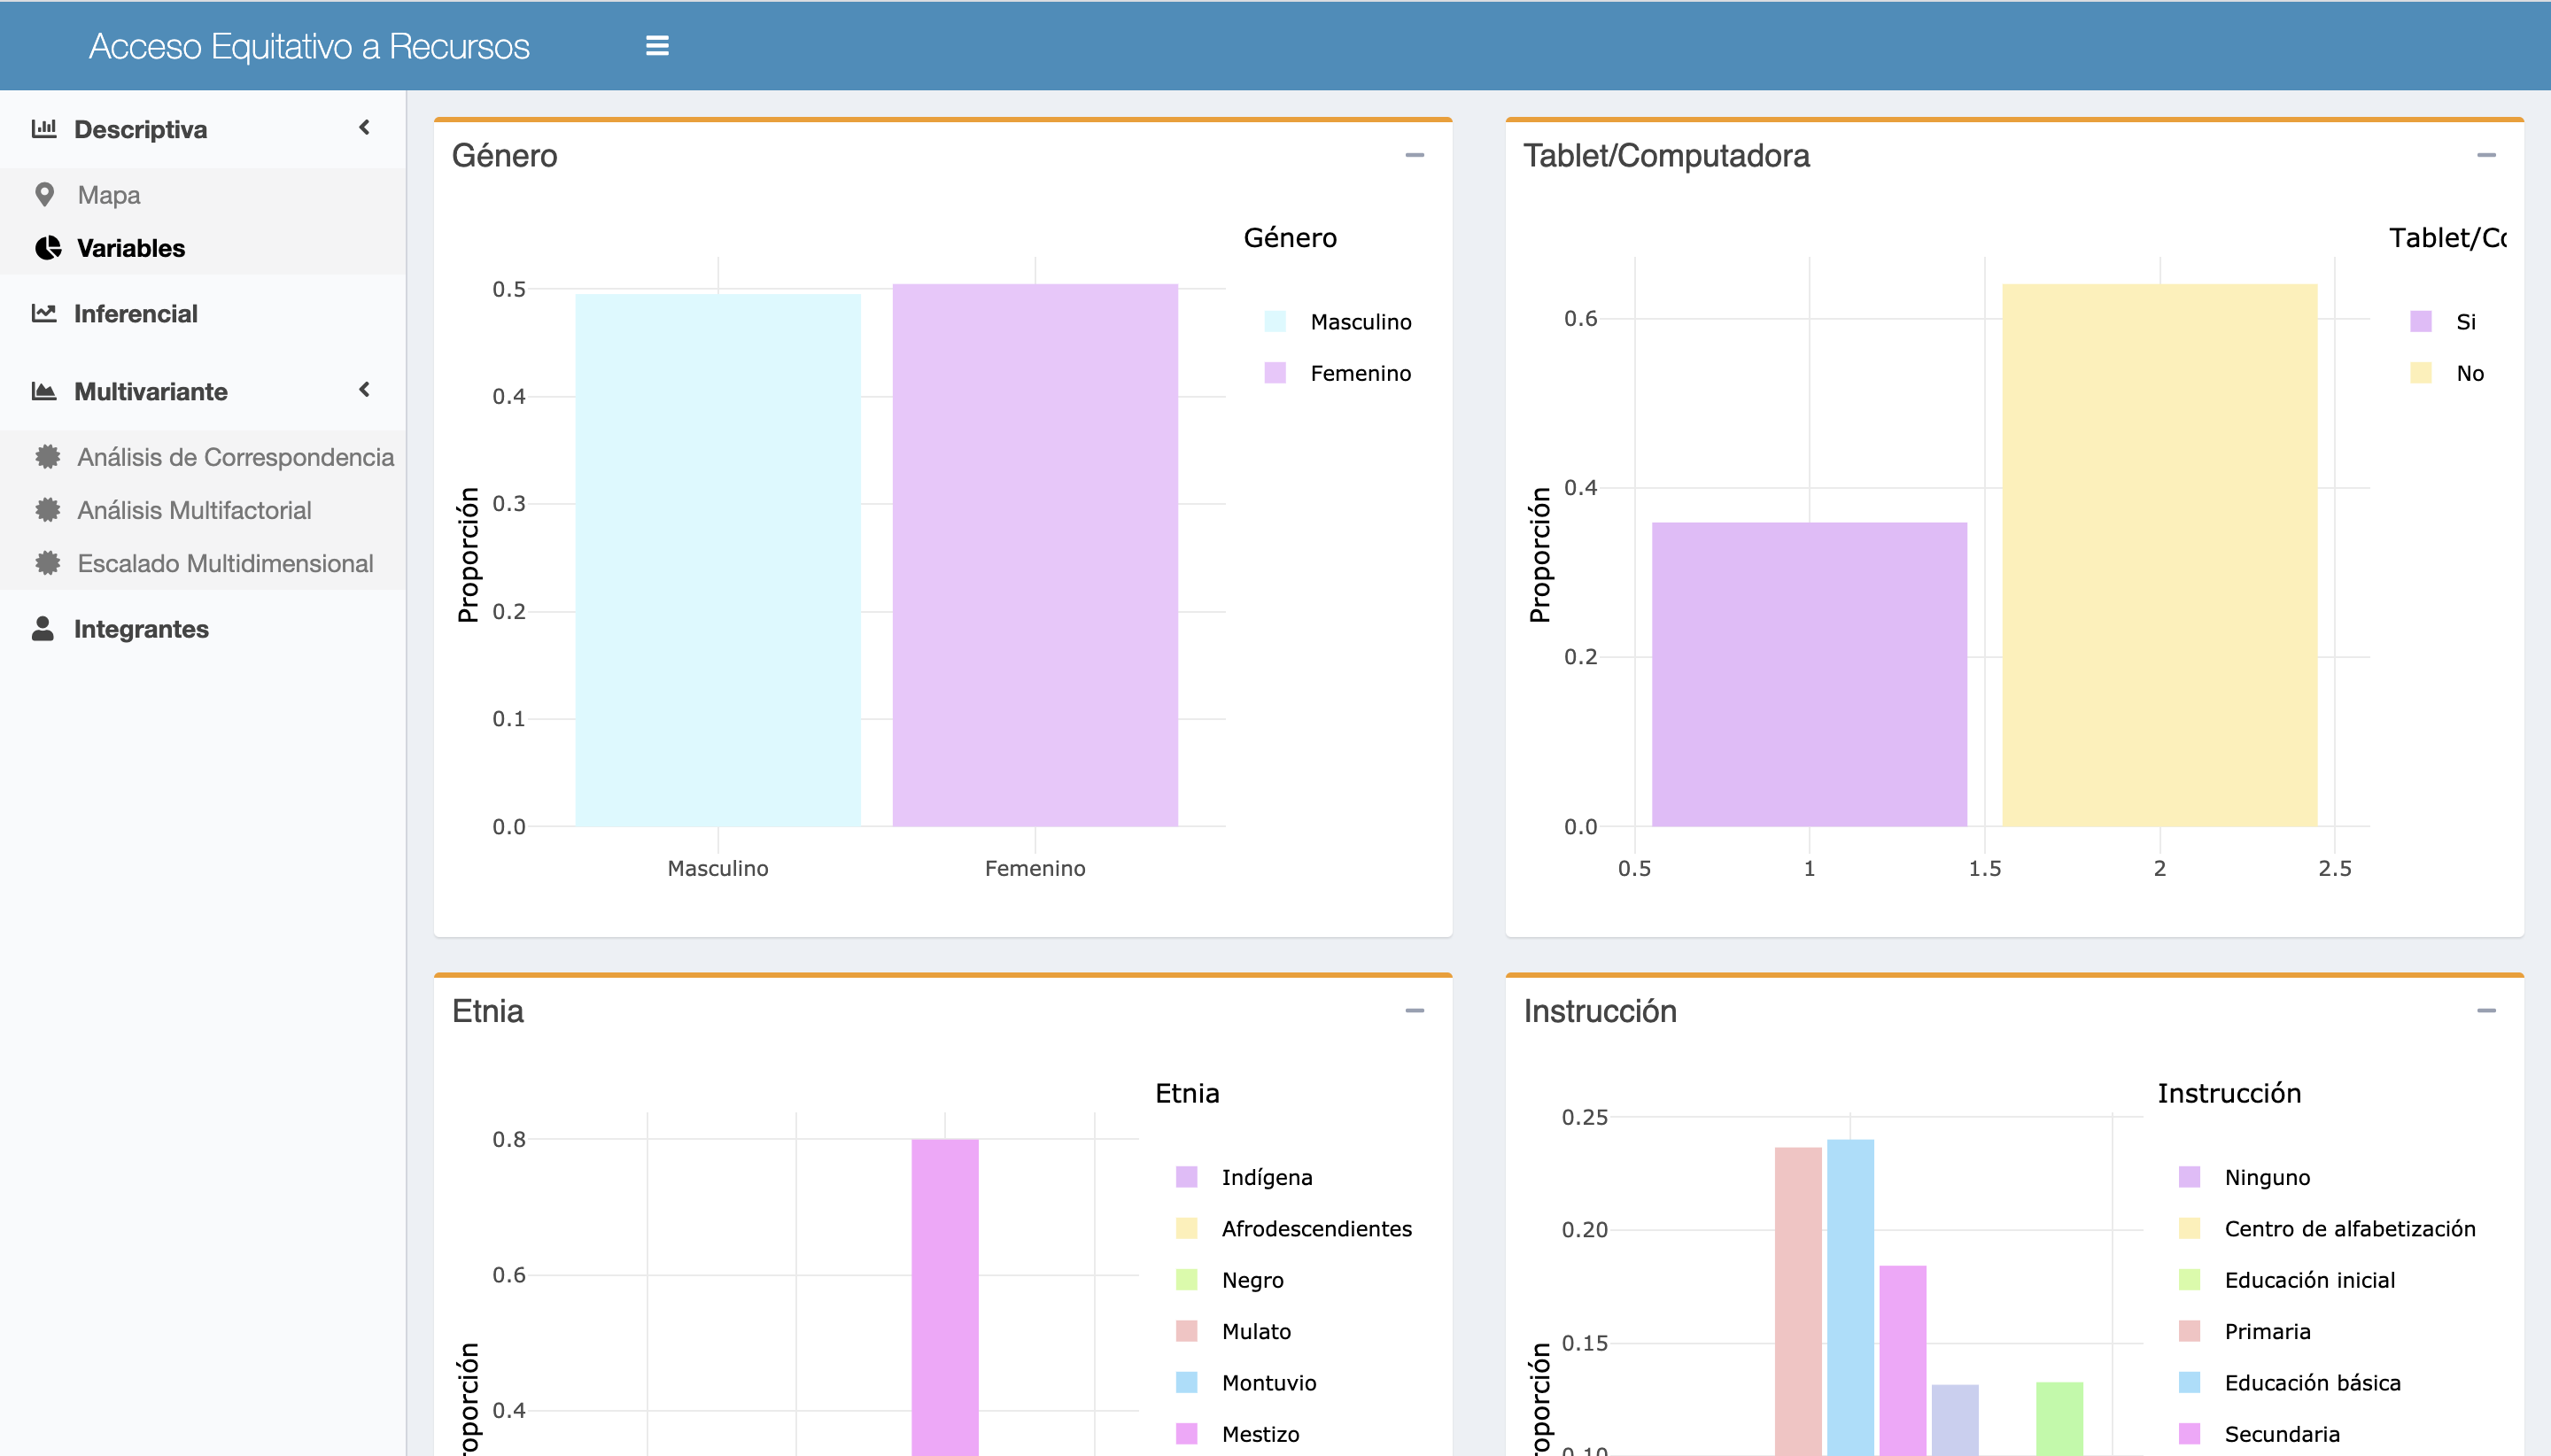 Acceso Equitativo a Recursos
Descriptiva
Mapa
Variables
Inferencial
Multivariante
Análisis de Correspondencia
Análisis Multifactorial
Escalado Multidimensional
Integrantes
Género
Género
Masculino
Femenino
Proporción
0.5
0.4
0.3
0.2
0.1
0.0
Masculino Femenino
Tablet/Computadora
Tablet/Co
Si
No
Proporción
0.6
0.4
0.2
0.0
0.5 1 1.5 2 2.5
Etnia
Etnia
Indígena
Afrodescendientes
Negro
Mulato
Montuvio
Mestizo
oporción
0.8
0.6
0.4
Instrucción
Instrucción
Ninguno
Centro de alfabetización
Educación inicial
Primaria
Educación básica
Secundaria
oporción
0.25
0.20
0.15
0.10